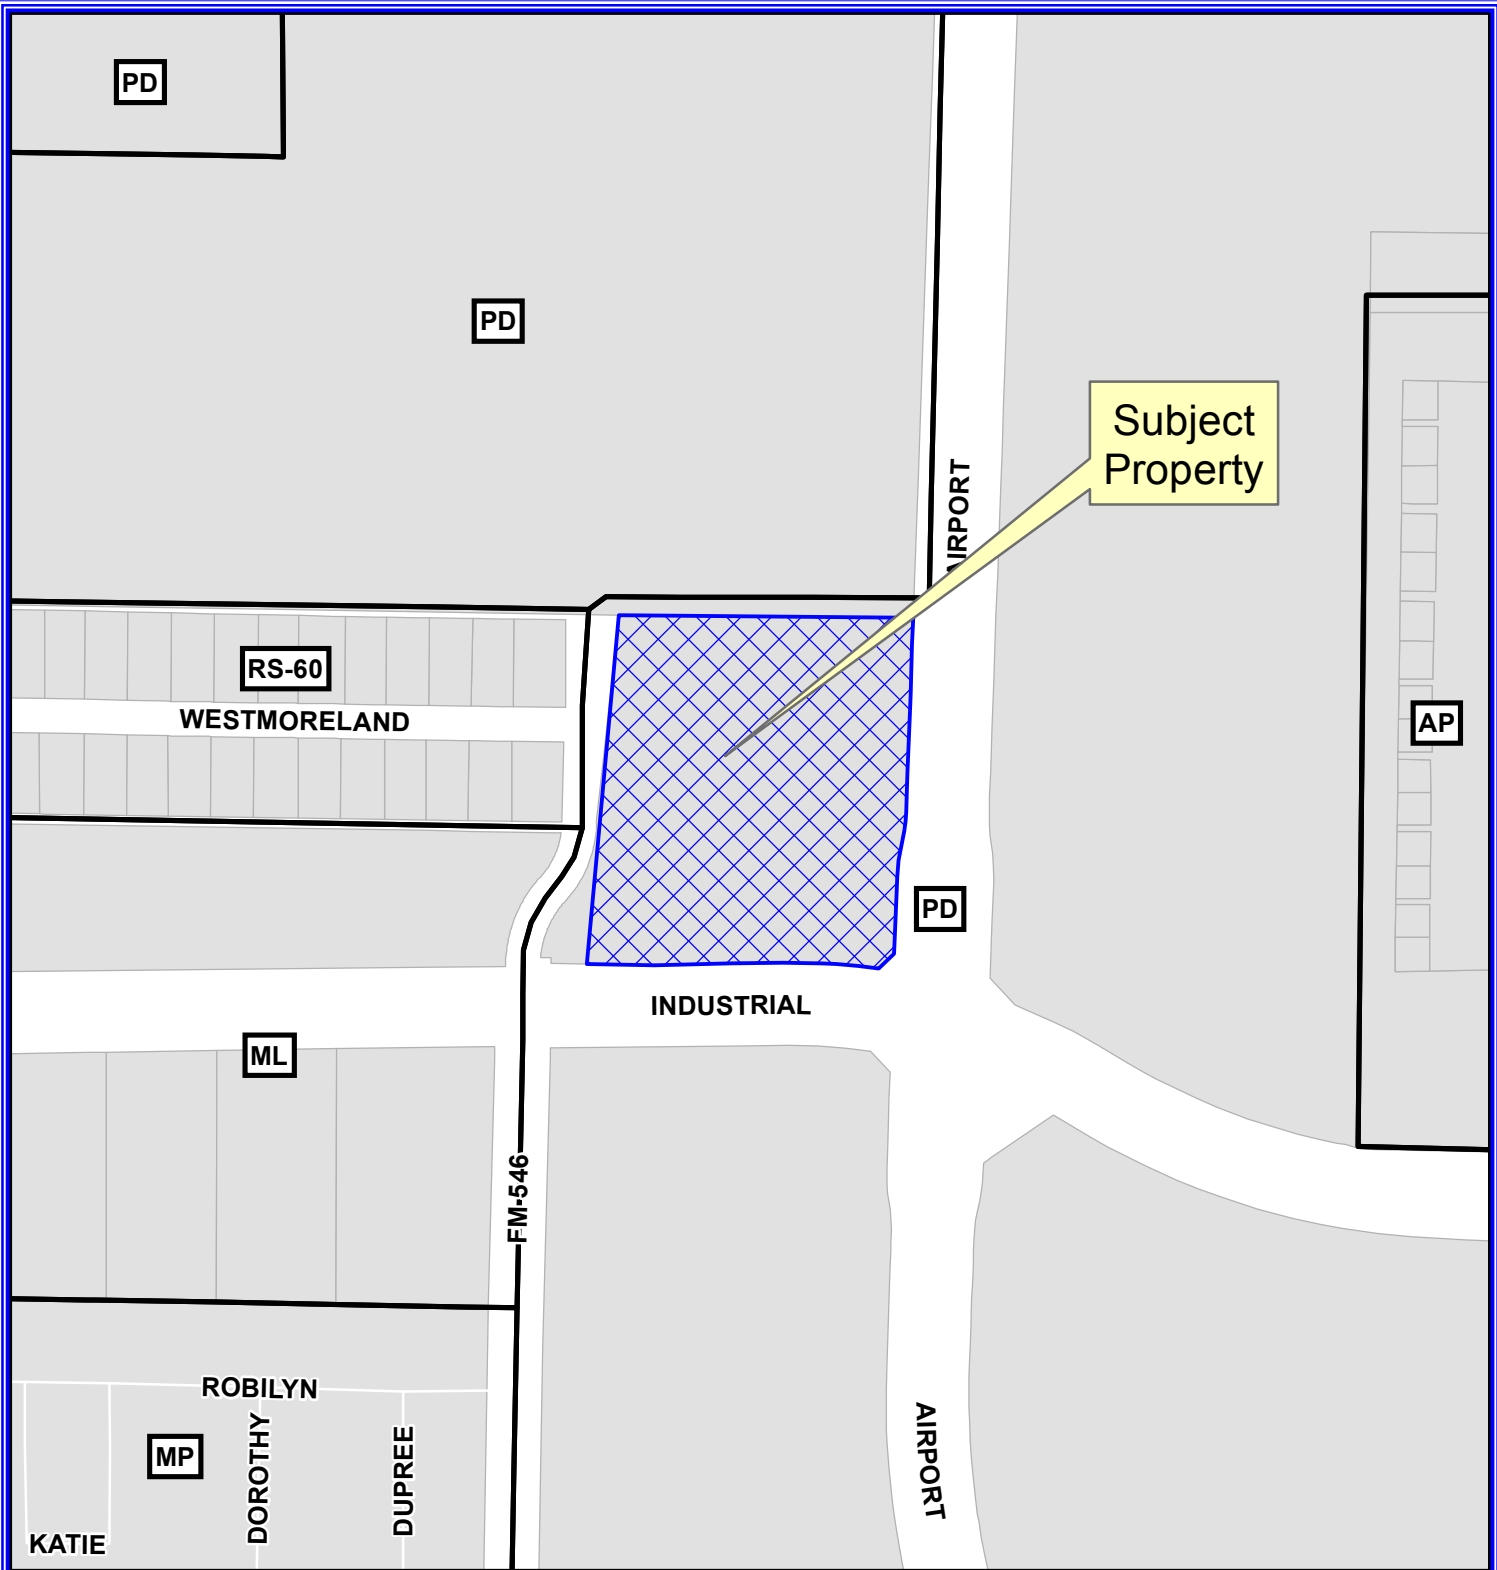 PD
PD
Subject
Property
AIRPORT
RS-60
WESTMORELAND
AP
PD
INDUSTRIAL
ML
FM-546
ROBILYN
DOROTHY
DUPREE
MP
KATIE
AIRPORT